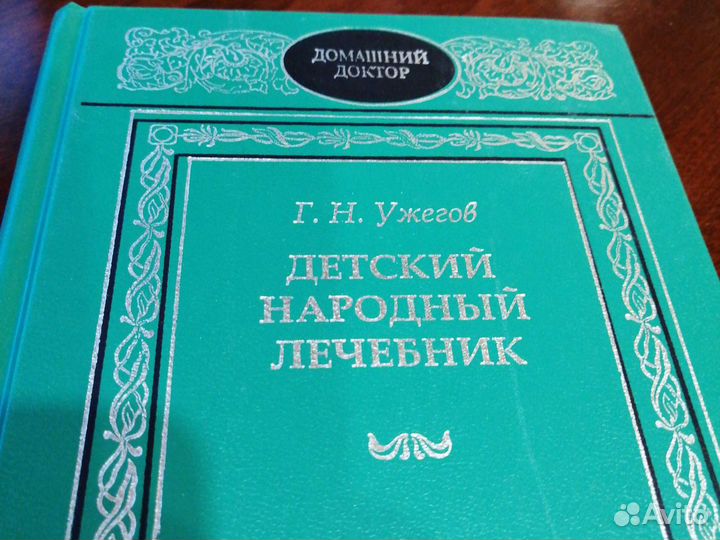 ДОМАШНИЙ
ДОКТОР
Г. Н. Ужегов
ДЕТСКИЙ
НАРОДНЫЙ
ЛЕЧЕБНИК
Avito